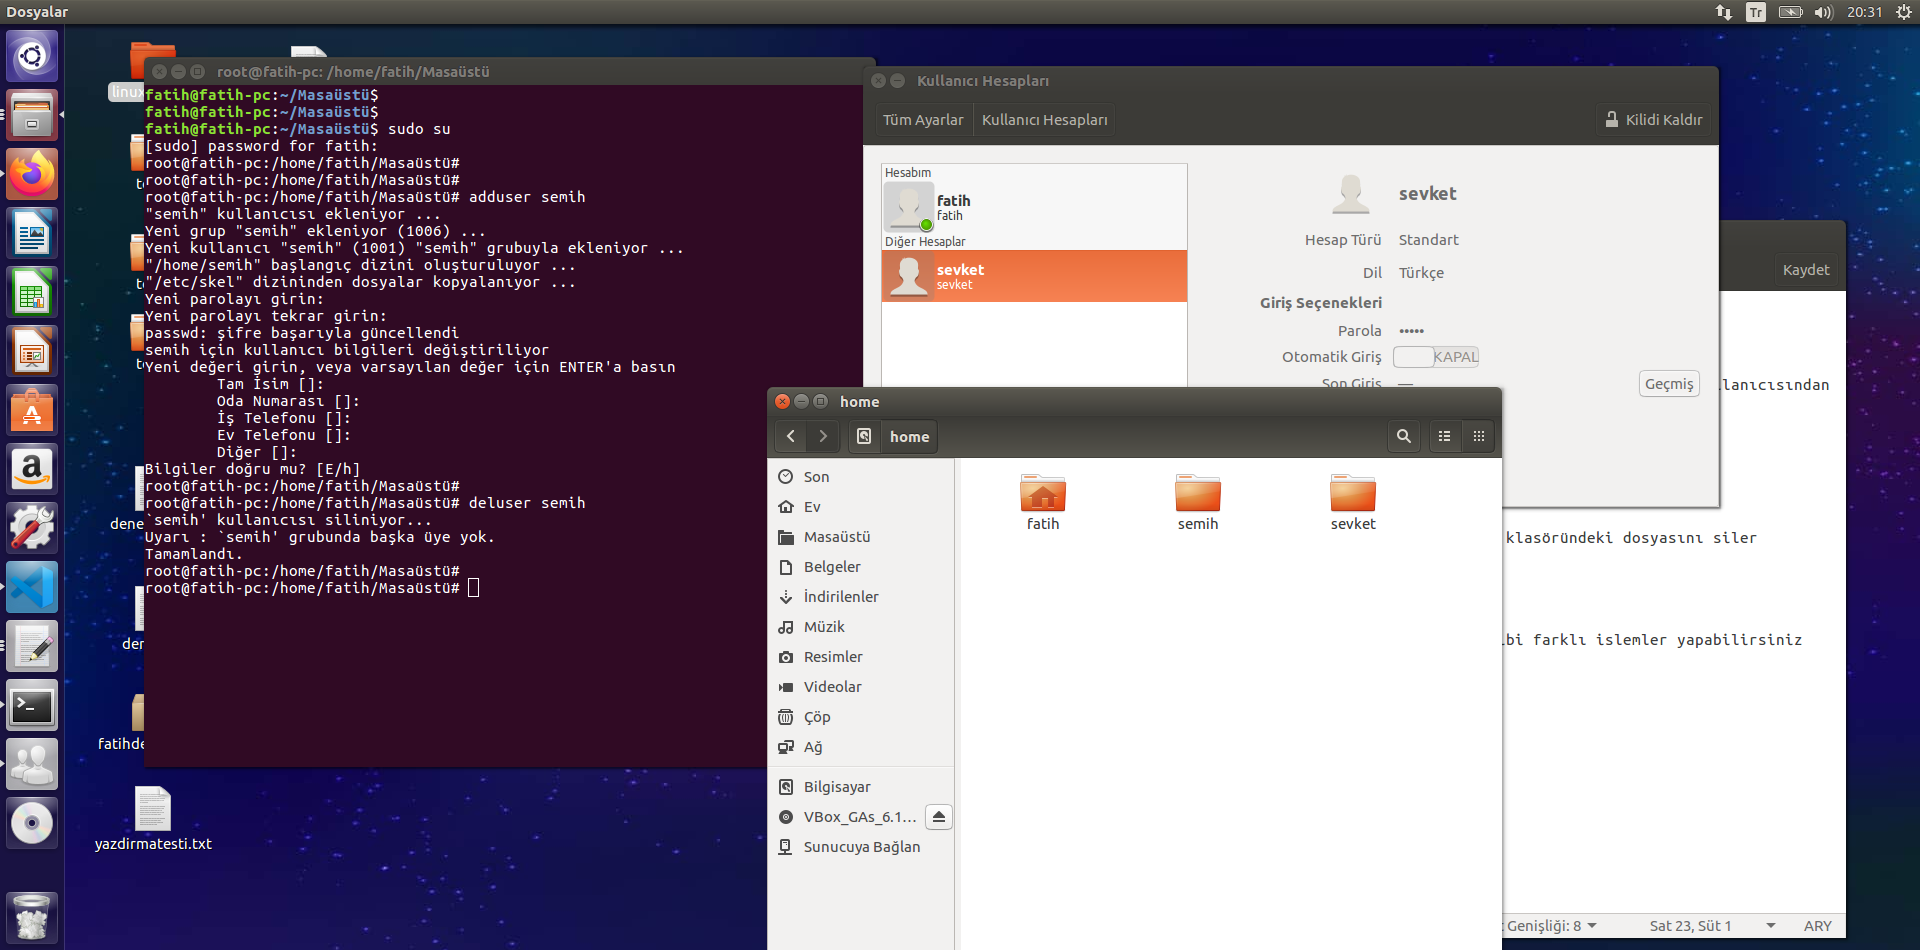 Dosyalar
Tr
20:31
root@fatih-pc: /home/fatih/Masaüstü
fatih@fatih-pc:~/Masaüstü$
fatih@fatih-pc:~/Masaüstü$
fatih@fatih-pc:~/Masaüstü$ sudo su
[sudo] password for fatih:
root@fatih-pc:/home/fatih/Masaüstü#
root@fatih-pc:/home/fatih/Masaüstü#
root@fatih-pc:/home/fatih/Masaüstü# adduser semih
"semih" kullanıcısı ekleniyor ...
Yeni grup "semih" ekleniyor (1006) ...
Yeni kullanıcı "semih" (1001) "semih" grubuyla ekleniyor ...
"/home/semih" başlangıç dizini oluşturuluyor ...
"/etc/skel" dizininden dosyalar kopyalanıyor ...
Yeni parolayı girin:
Yeni parolayı tekrar girin:
passwd: şifre başarıyla güncellendi
semih için kullanıcı bilgileri değiştiriliyor
Yeni değeri girin, veya varsayılan değer için ENTER'a basın
Tam İsim []:
Oda Numarası []:
İş Telefonu []:
Ev Telefonu []:
Diğer []:
Bilgiler doğru mu? [E/h]
root@fatih-pc:/home/fatih/Masaüstü#
root@fatih-pc:/home/fatih/Masaüstü# deluser semih
`semih' kullanıcısı siliniyor...
Uyarı : `semih' grubunda başka üye yok.
Tamamlandı.
root@fatih-pc:/home/fatih/Masaüstü#
root@fatih-pc:/home/fatih/Masaüstü#
linux
dene
der
fatihde
yazdirmatesti.txt
Kullanıcı Hesapları
Tüm Ayarlar
Kullanıcı Hesapları
Kilidi Kaldır
Hesabım
fatih
fatih
Diğer Hesaplar
sevket
sevket
sevket
Hesap Türü Standart
Dil Türkçe
Giriş Seçenekleri
Parola •••••
Otomatik Giriş KAPAL
Son Giriş —
Geçmiş
Kaydet
lanıcısından
klasöründeki dosyasını siler
bi farklı islemler yapabilirsiniz
Genişliği: 8
Sat 23, Süt 1
ARY
home
home
Son
Ev
Masaüstü
Belgeler
İndirilenler
Müzik
Resimler
Videolar
Çöp
Ağ
Bilgisayar
VBox_GAs_6.1...
Sunucuya Bağlan
fatih
semih
sevket